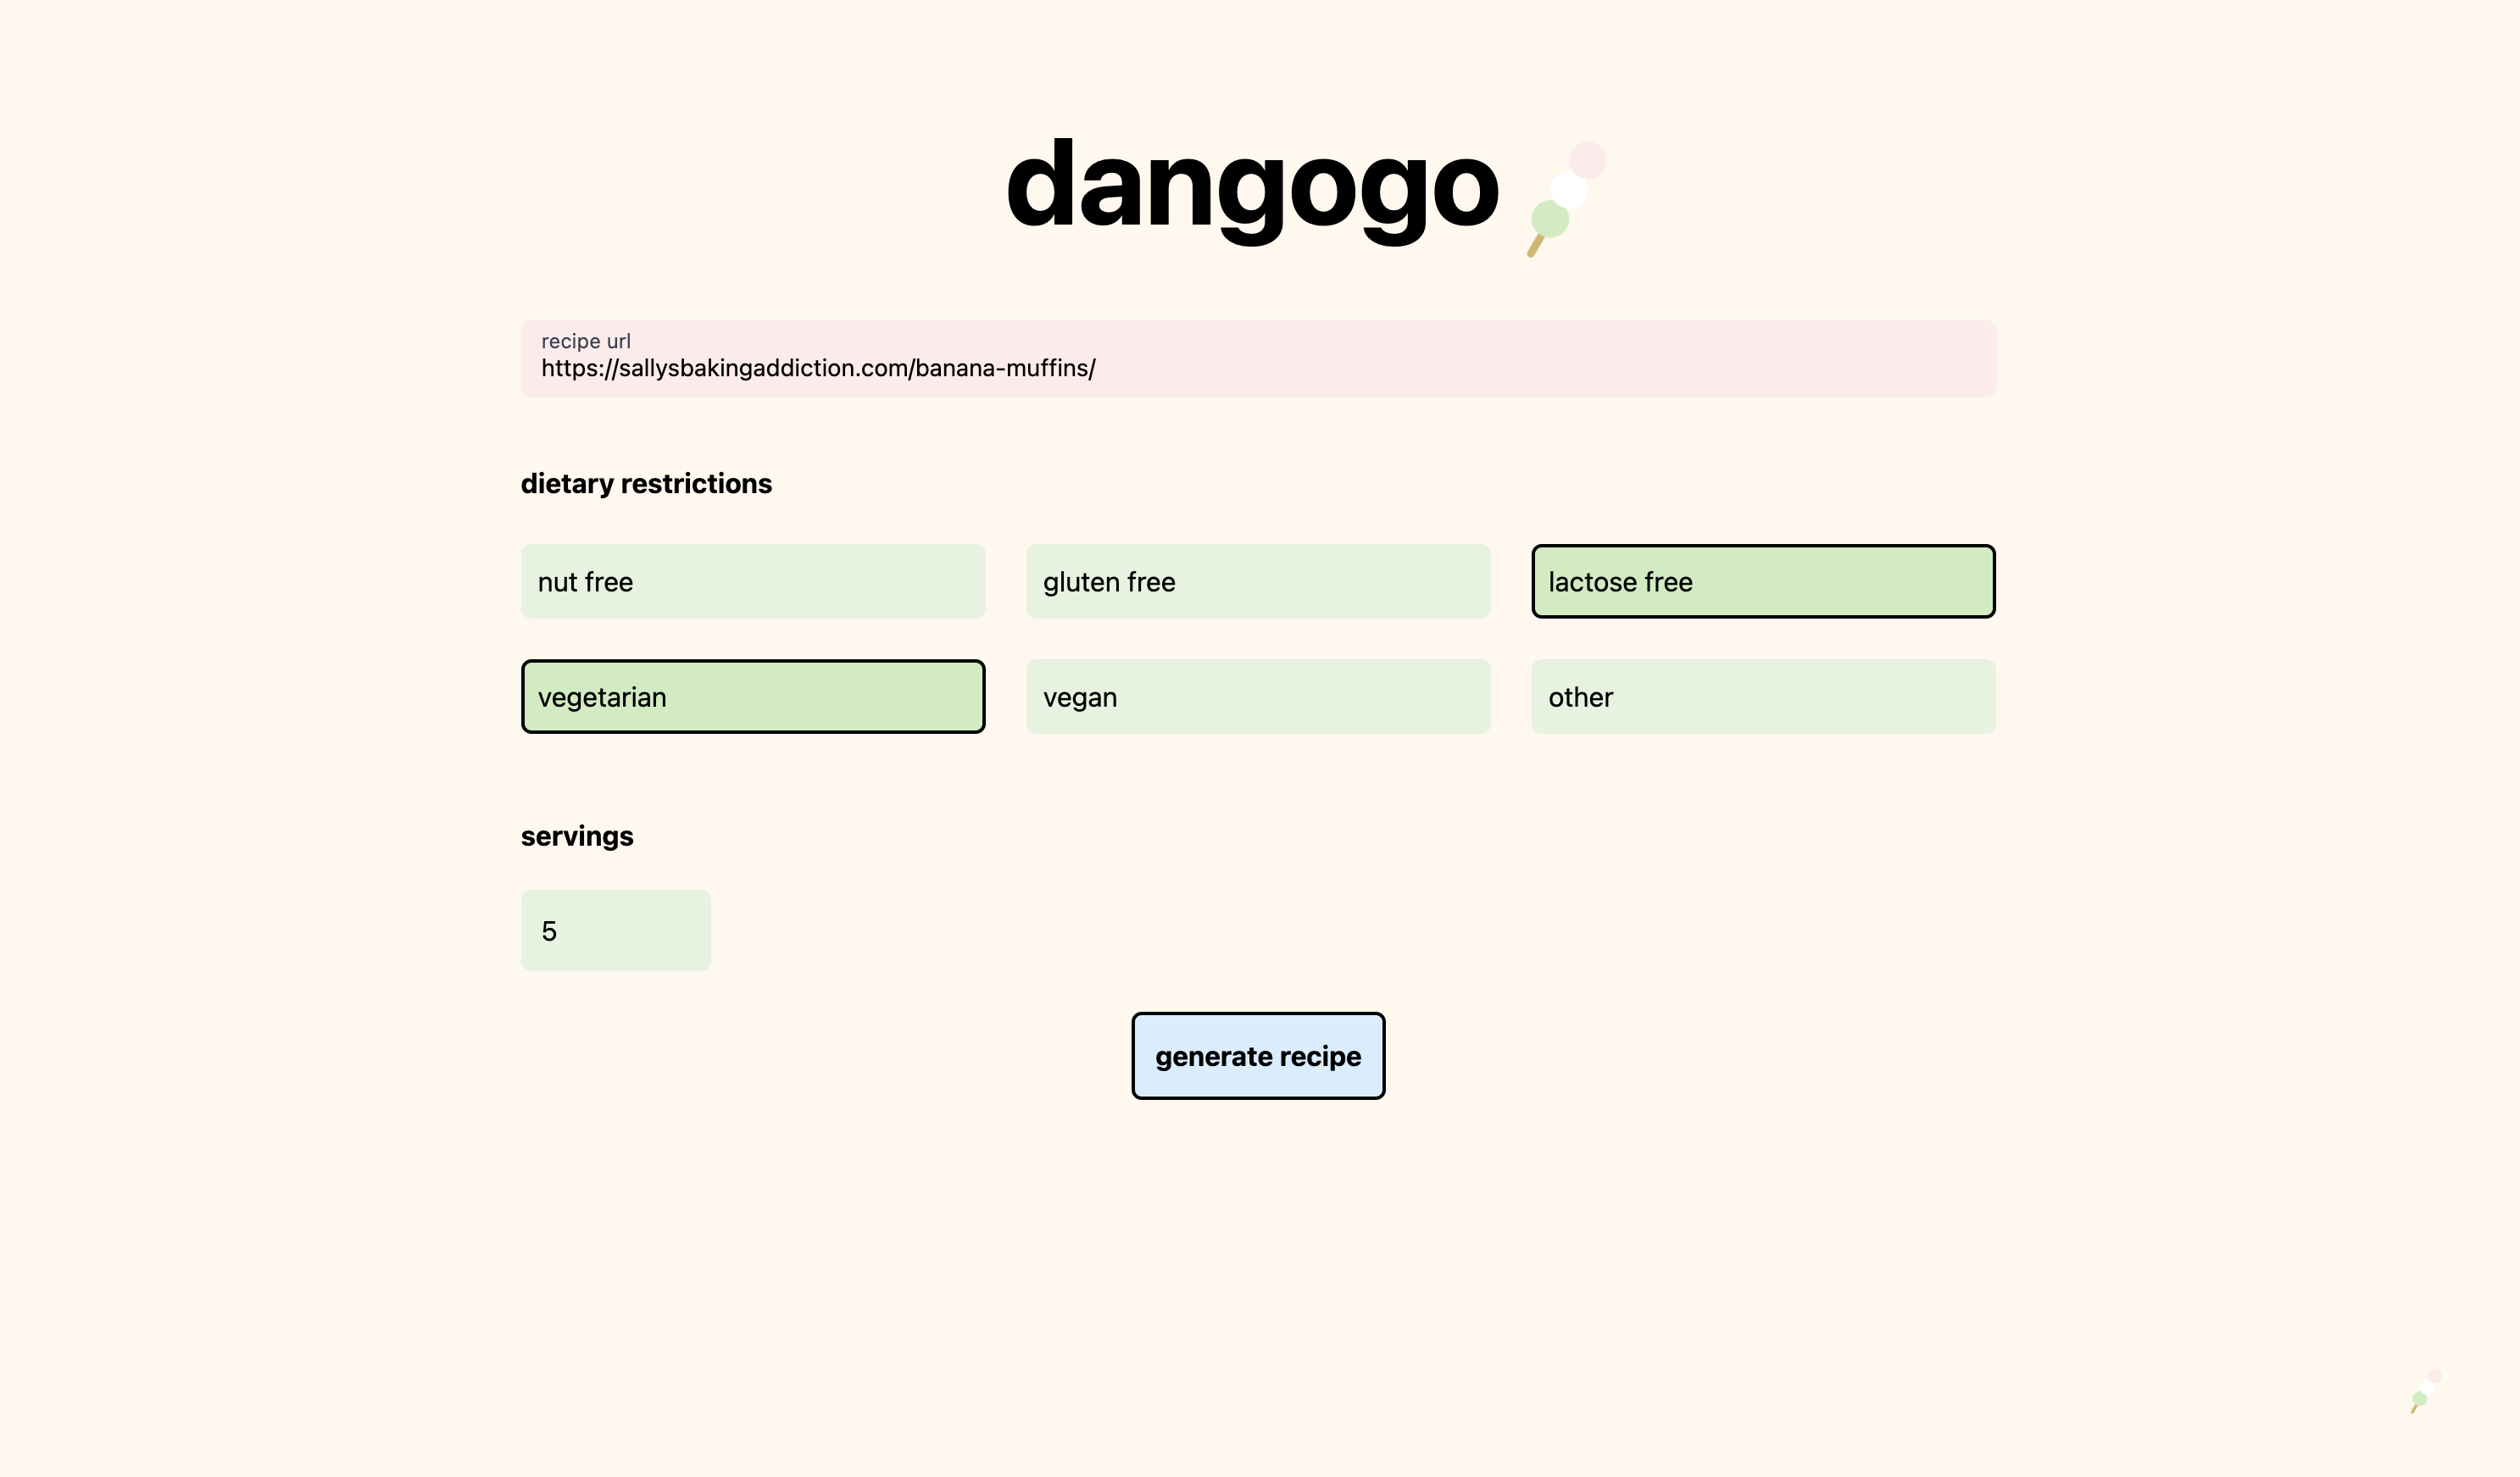 dangogo
recipe url
https://sallysbakingaddiction.com/banana-muffins/
dietary restrictions
nut free
gluten free
lactose free
vegetarian
vegan
other
servings
5
generate recipe